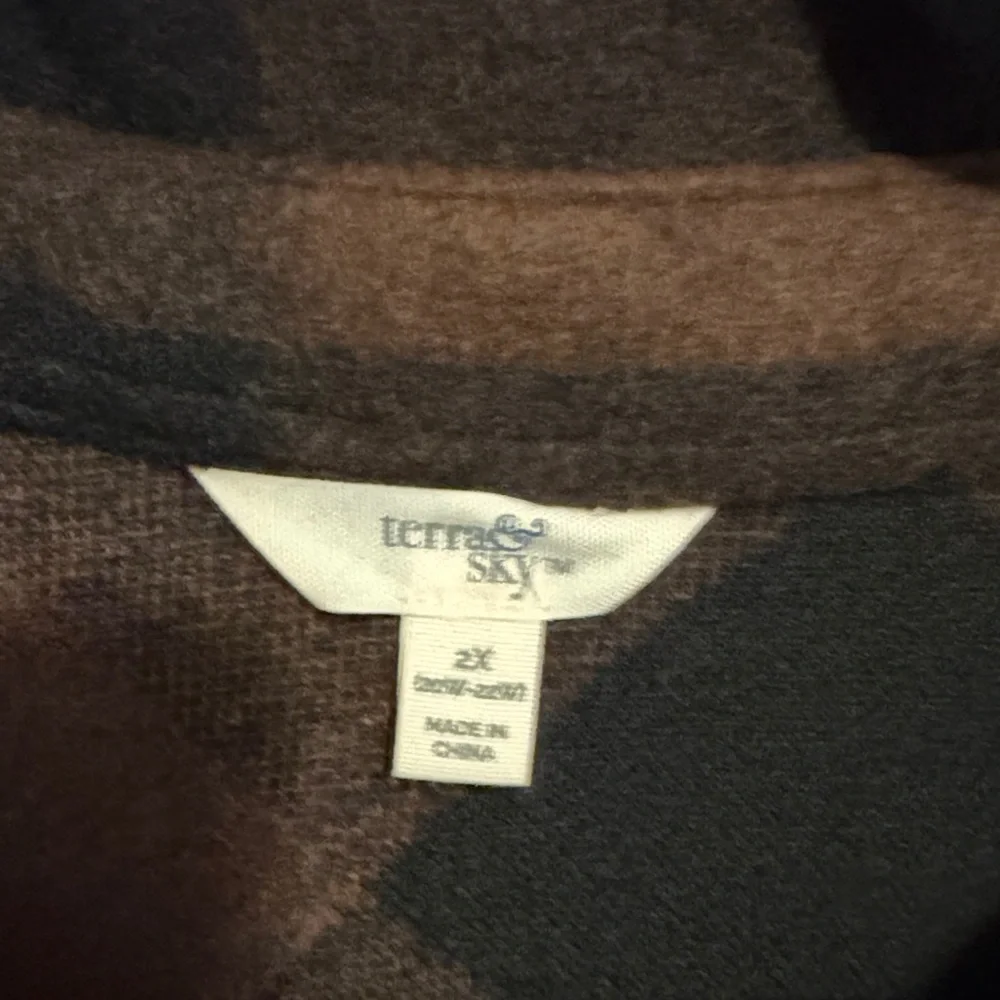 terra&
sky™
2X
(20W-22W)
MADE IN
CHINA